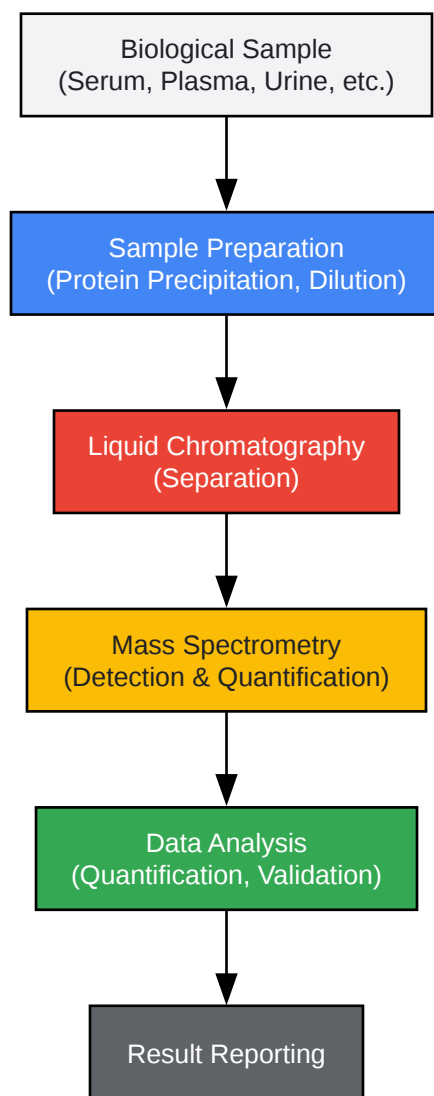 Biological Sample
(Serum, Plasma, Urine, etc.)
Sample Preparation
(Protein Precipitation, Dilution)
Liquid Chromatography
(Separation)
Mass Spectrometry
(Detection & Quantification)
Data Analysis
(Quantification, Validation)
Result Reporting